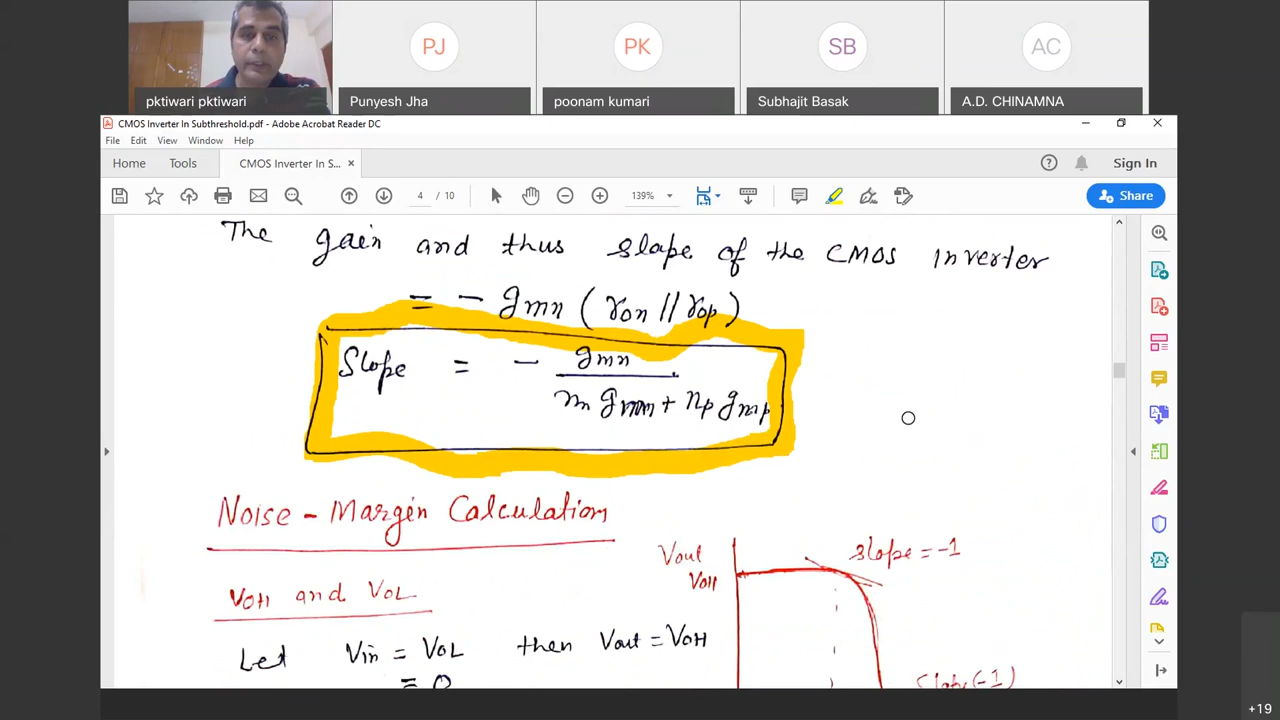 PJ
PK
SB
AC
pktiwari pktiwari
Punyesh Jha
poonam kumari
Subhajit Basak
A.D. CHINAMNA
CMOS Inverter In Subthreshold.pdf - Adobe Acrobat Reader DC
File Edit View Window Help
Home Tools CMOS Inverter In S... × Sign In
4 / 10 139% Share
The gain and thus slope of the CMOS inverter
= - gmn ( ron // rop )
Slope = - gmn
nn gmn + np gmp
Noise - Margin Calculation
Vout slope = -1
VOH
VOH and VOL
Let Vin = VOL then Vout = VOH
= 0
+19